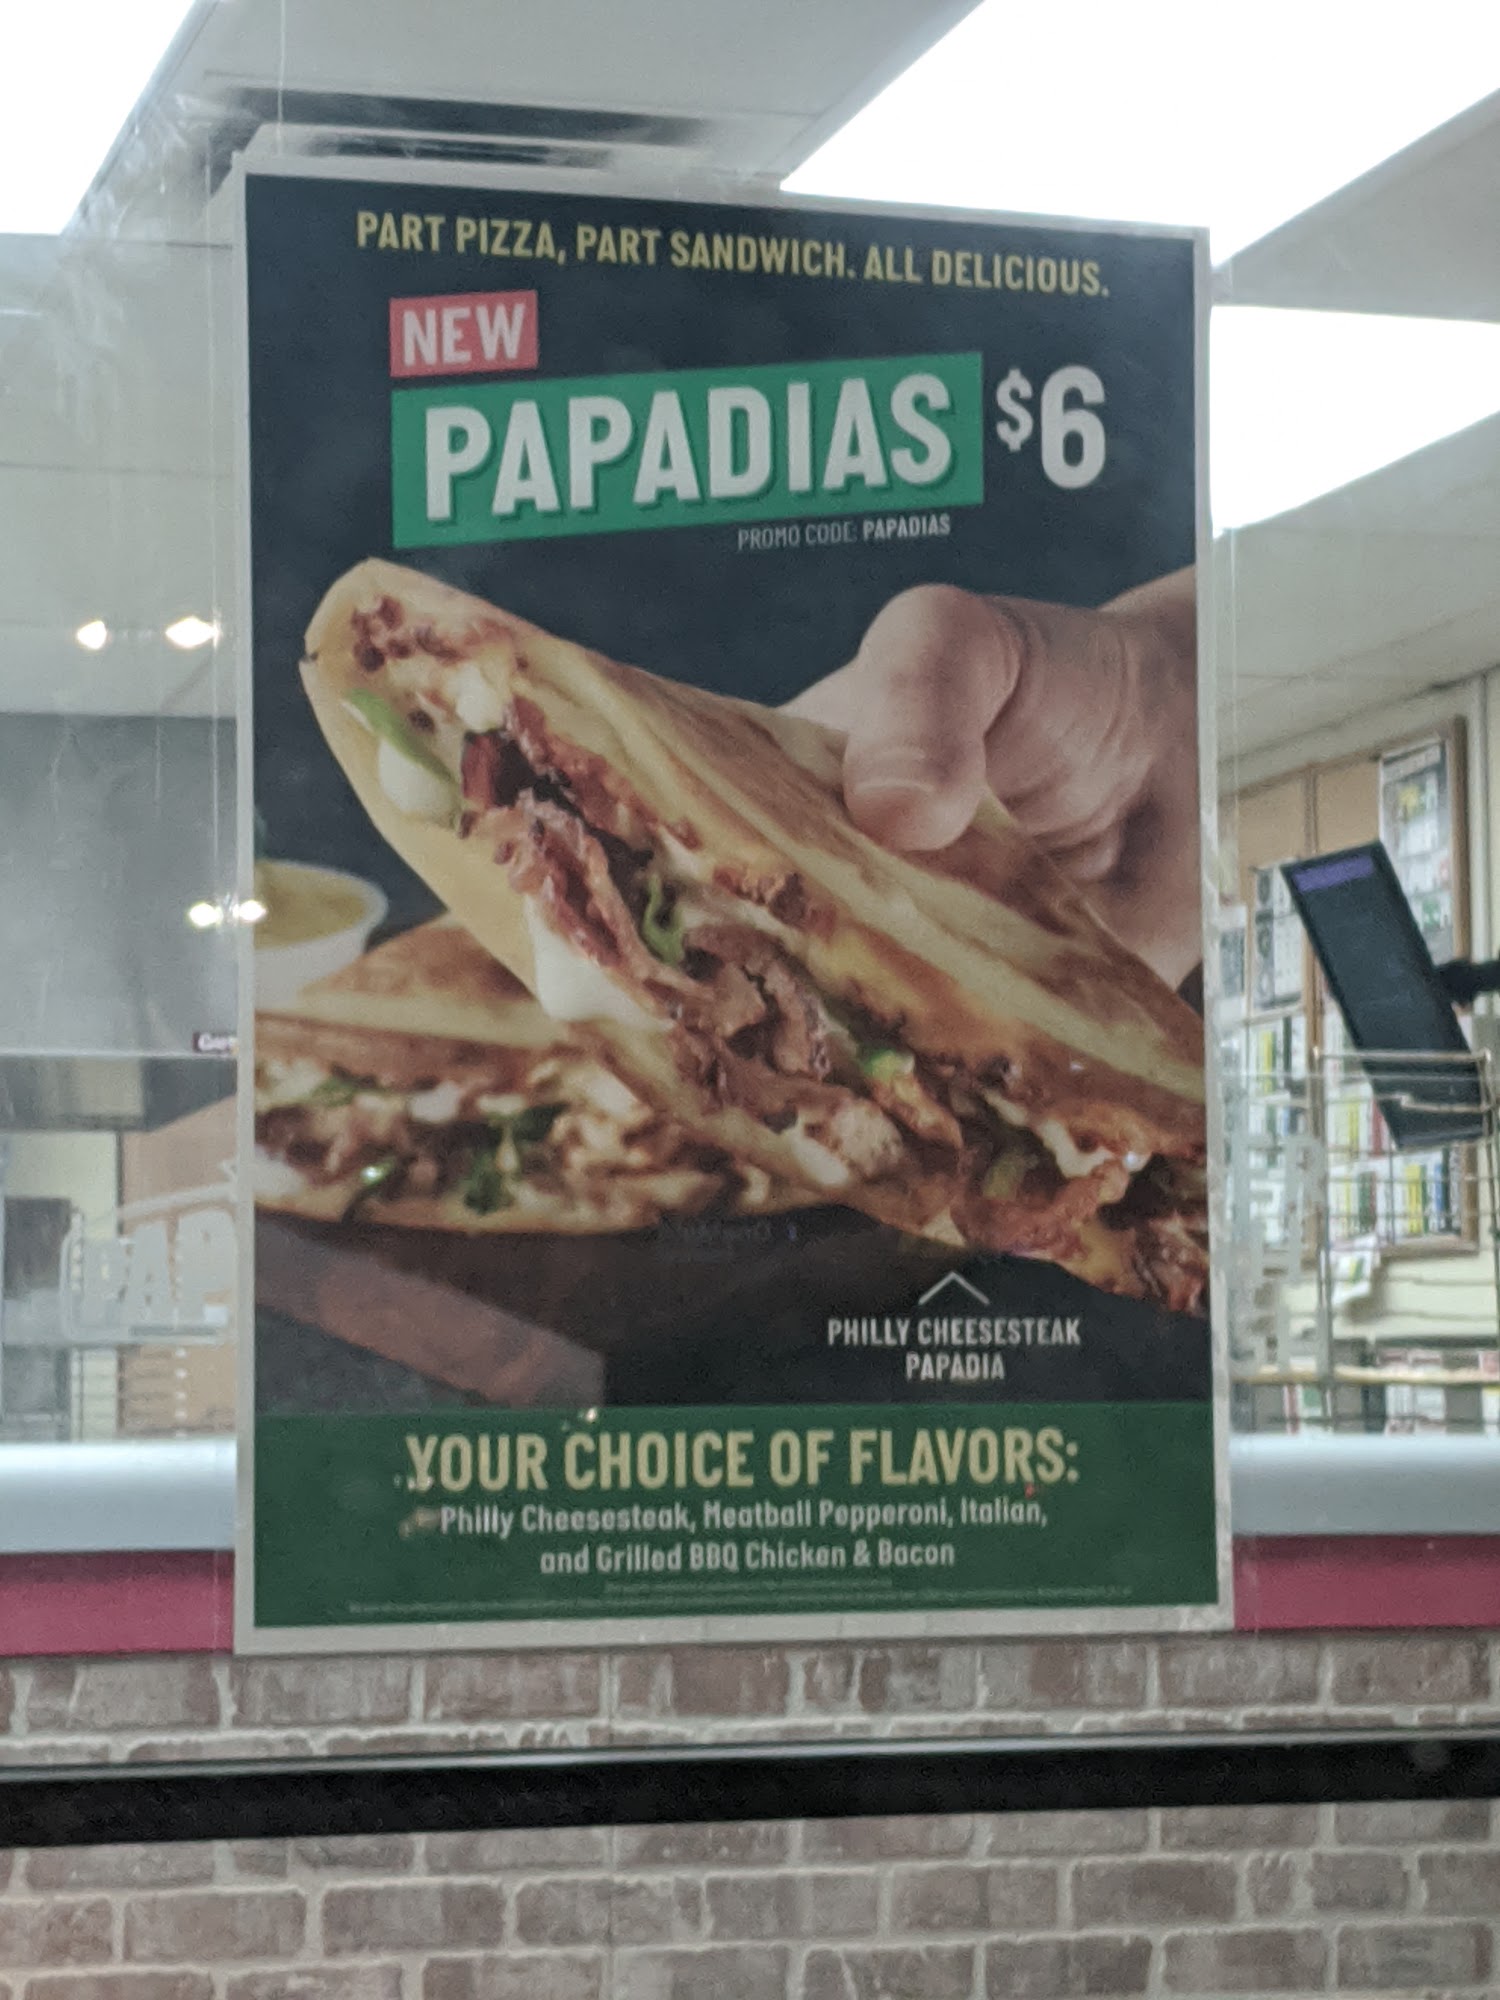 PART PIZZA, PART SANDWICH. ALL DELICIOUS.
NEW
PAPADIAS $6
PROMO CODE: PAPADIAS
PHILLY CHEESESTEAK
PAPADIA
YOUR CHOICE OF FLAVORS:
Philly Cheesesteak, Meatball Pepperoni, Italian,
and Grilled BBQ Chicken & Bacon